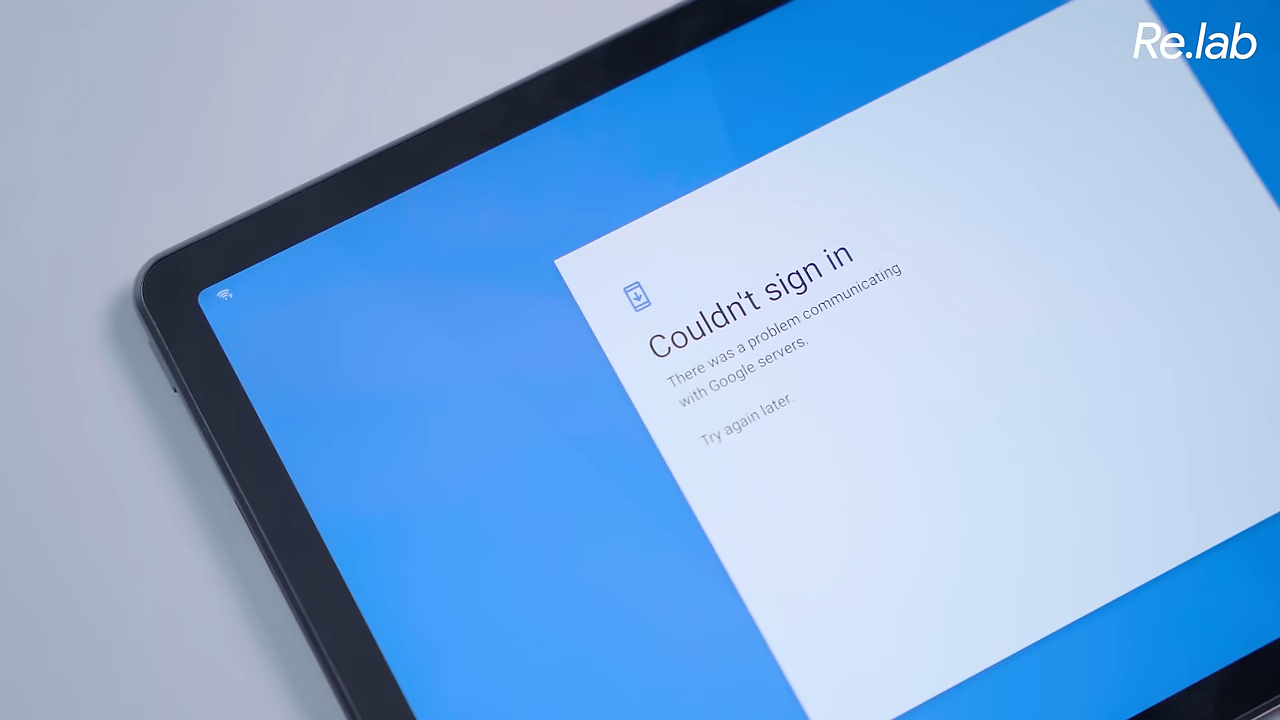 Re.lab
Couldn't sign in
There was a problem communicating
with Google servers.
Try again later.